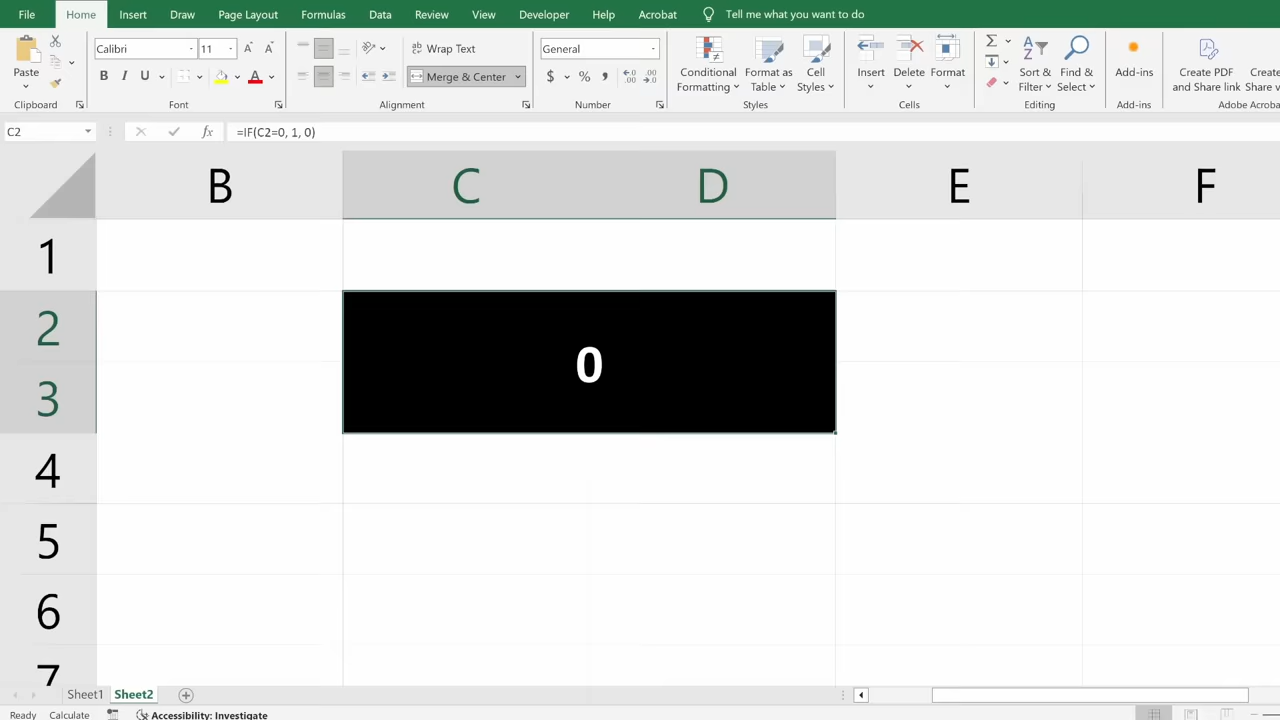 File Home Insert Draw Page Layout Formulas Data Review View Developer Help Acrobat Tell me what you want to do
Paste
Clipboard
Calibri 11
B I U
Font
Wrap Text
Merge & Center
Alignment
General
$ % ,
Number
Conditional Formatting
Format as Table
Cell Styles
Styles
Insert
Delete
Format
Cells
Sort & Filter
Find & Select
Editing
Add-ins
Add-ins
Create PDF and Share link
Create
Share v
Adobe Acroba
C2 fx =IF(C2=0, 1, 0)
B C D E F
1
2
0
3
4
5
6
7
Sheet1 Sheet2
Ready Calculate Accessibility: Investigate